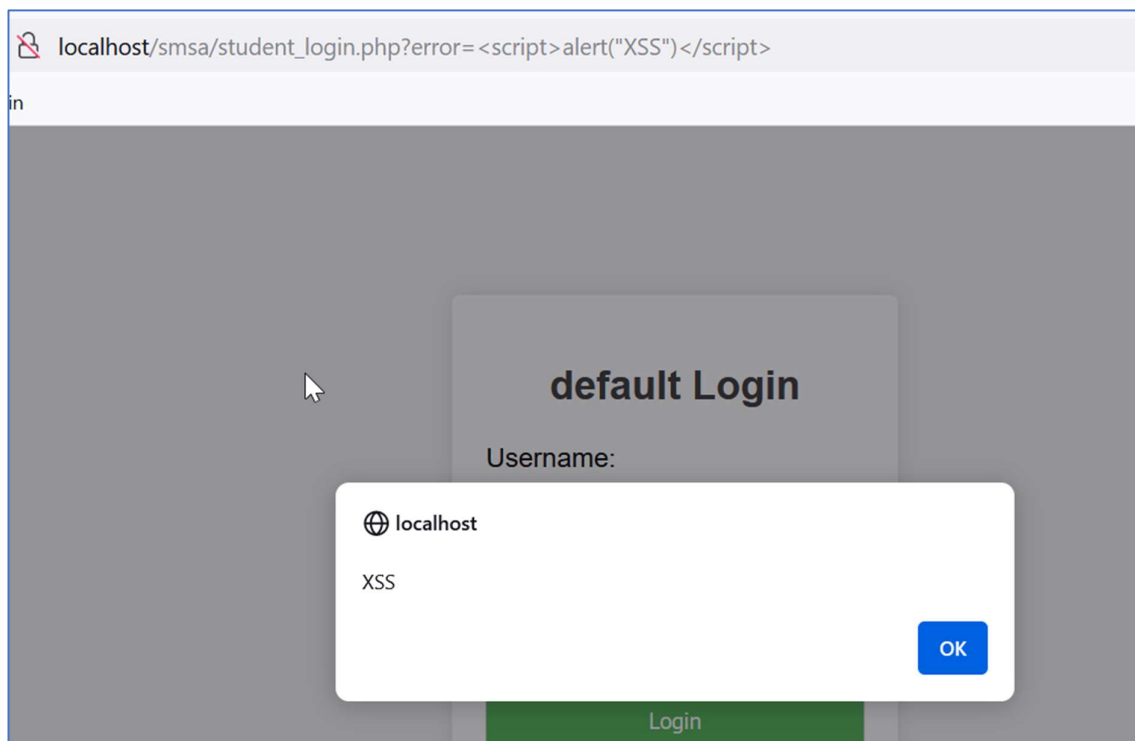 localhost/smsa/student_login.php?error=<script>alert("XSS")</script>
in
default Login
Username:
localhost
XSS
OK
Login